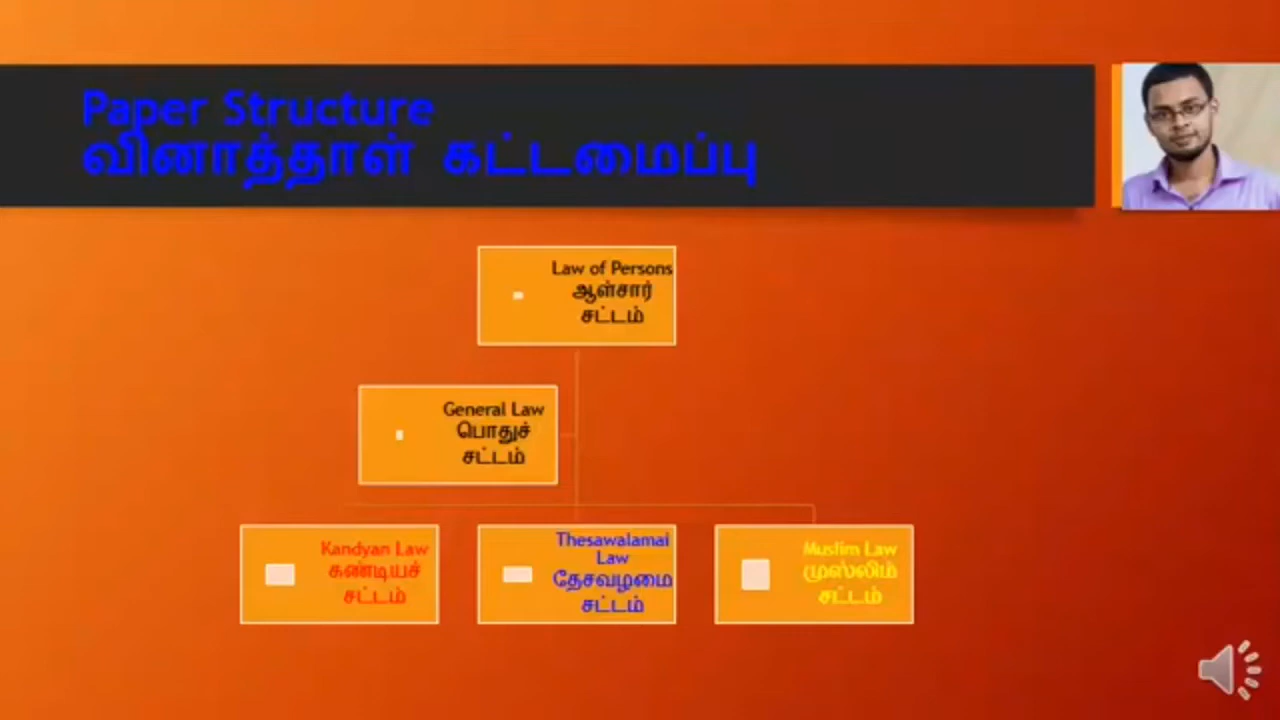 Paper Structure
வினாத்தாள் கட்டமைப்பு
Law of Persons
ஆள்சார்
சட்டம்
General Law
பொதுச்
சட்டம்
Kandyan Law
கண்டியச்
சட்டம்
Thesawalamai
Law
தேசவழமை
சட்டம்
Muslim Law
முஸ்லிம்
சட்டம்